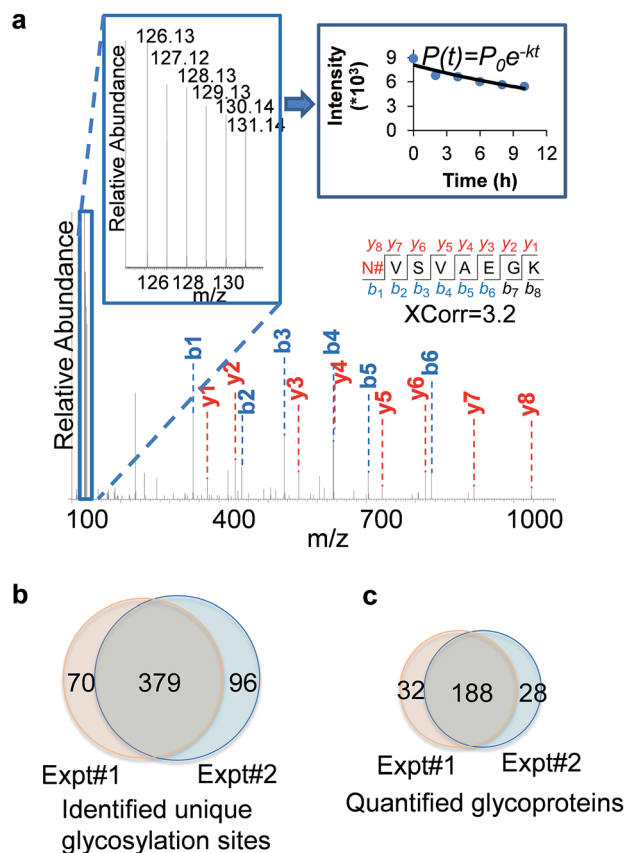 a
126.13
127.12
128.13
129.13
130.14
131.14
Relative Abundance
126 128 130
m/z
P(t)=P₀e^-kt
Intensity
(*10³)
9
6
3
0
0 3 6 9 12
Time (h)
y₈ y₇ y₆ y₅ y₄ y₃ y₂ y₁
N# V S V A E G K
b₁ b₂ b₃ b₄ b₅ b₆ b₇ b₈
XCorr=3.2
Relative Abundance
b1 y1 y2 b2 b3 y3 b4 y4 b5 y5 y6 b6 y7 y8
100 400 700 1000
m/z
b
70 379 96
Expt#1 Expt#2
Identified unique
glycosylation sites
c
32 188 28
Expt#1 Expt#2
Quantified glycoproteins